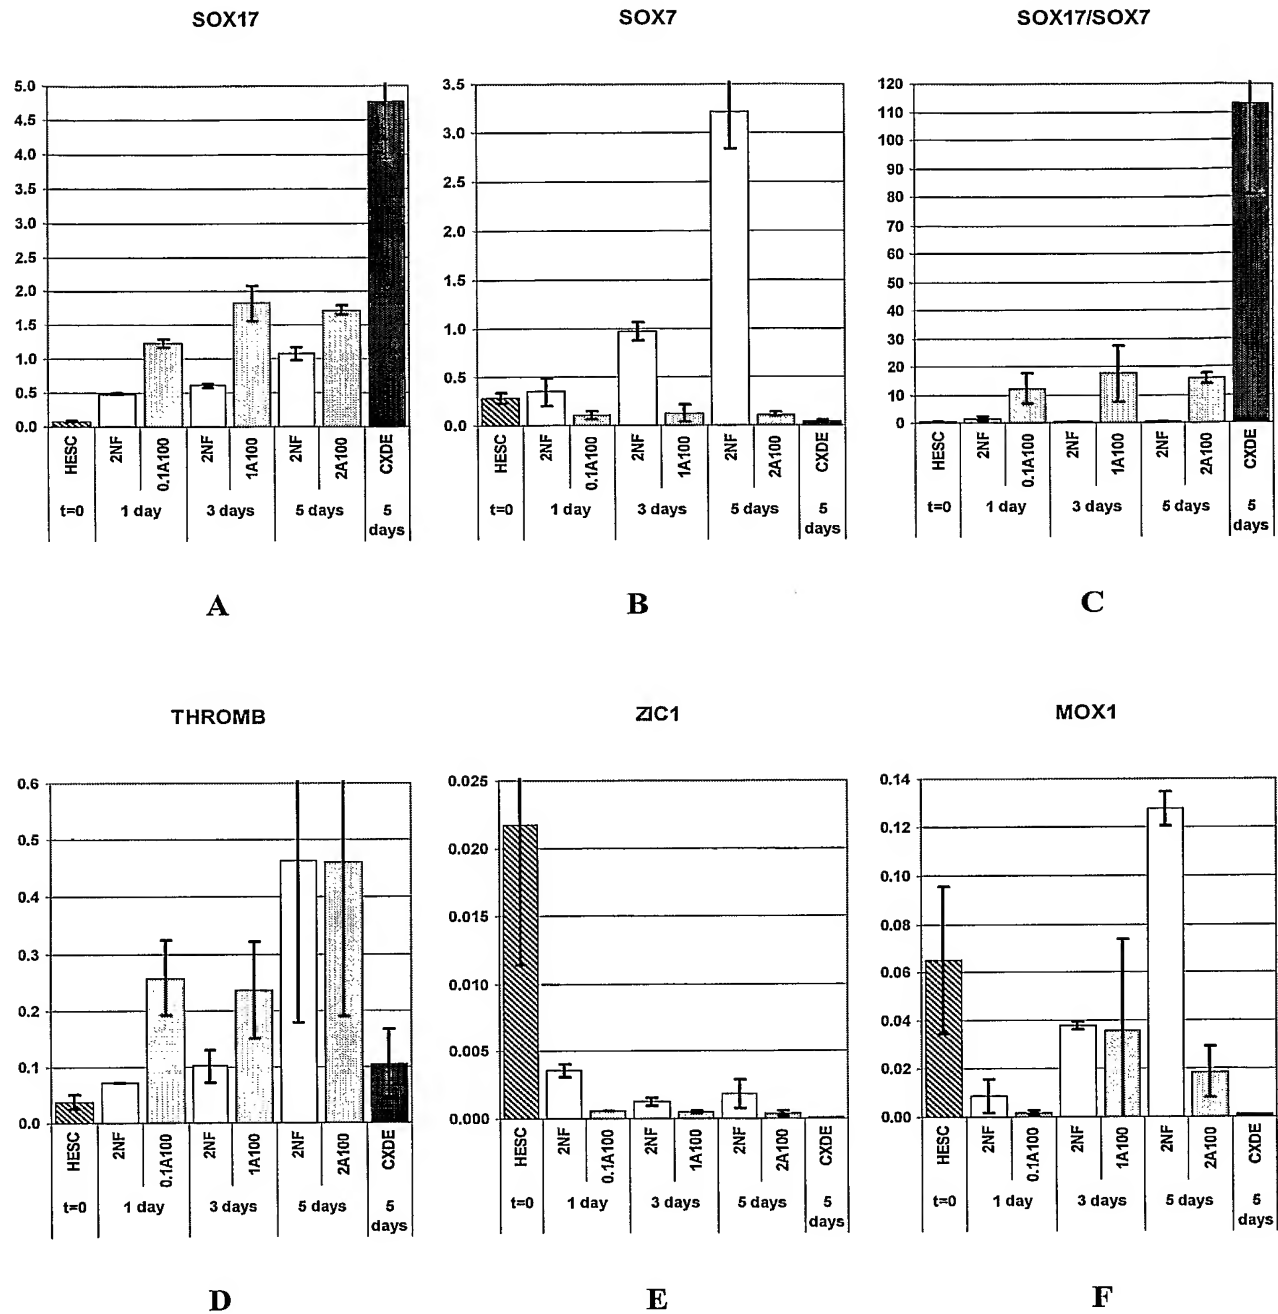 SOX17
5.0
4.5
4.0
3.5
3.0
2.5
2.0
1.5
1.0
0.5
0.0
HESC
2NF
0.1A100
2NF
1A100
2NF
2A100
CXDE
t=0
1 day
3 days
5 days
5
days
A
SOX7
3.5
3.0
2.5
2.0
1.5
1.0
0.5
0.0
HESC
2NF
0.1A100
2NF
1A100
2NF
2A100
CXDE
t=0
1 day
3 days
5 days
5
days
B
SOX17/SOX7
120
110
100
90
80
70
60
50
40
30
20
10
0
HESC
2NF
0.1A100
2NF
1A100
2NF
2A100
CXDE
t=0
1 day
3 days
5 days
5
days
C
THROMB
0.6
0.5
0.4
0.3
0.2
0.1
0.0
HESC
2NF
0.1A100
2NF
1A100
2NF
2A100
CXDE
t=0
1 day
3 days
5 days
5
days
D
ZIC1
0.025
0.020
0.015
0.010
0.005
0.000
HESC
2NF
0.1A100
2NF
1A100
2NF
2A100
CXDE
t=0
1 day
3 days
5 days
5
days
E
MOX1
0.14
0.12
0.10
0.08
0.06
0.04
0.02
0.00
HESC
2NF
0.1A100
2NF
1A100
2NF
2A100
CXDE
t=0
1 day
3 days
5 days
5
days
F